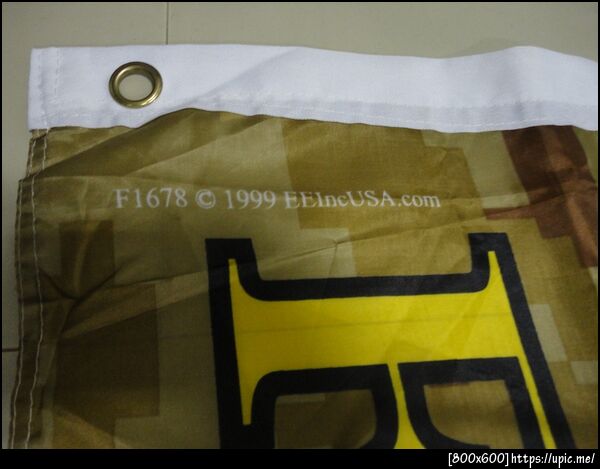 F1678 © 1999 EEIncUSA.com
[800x600]https://upic.me/